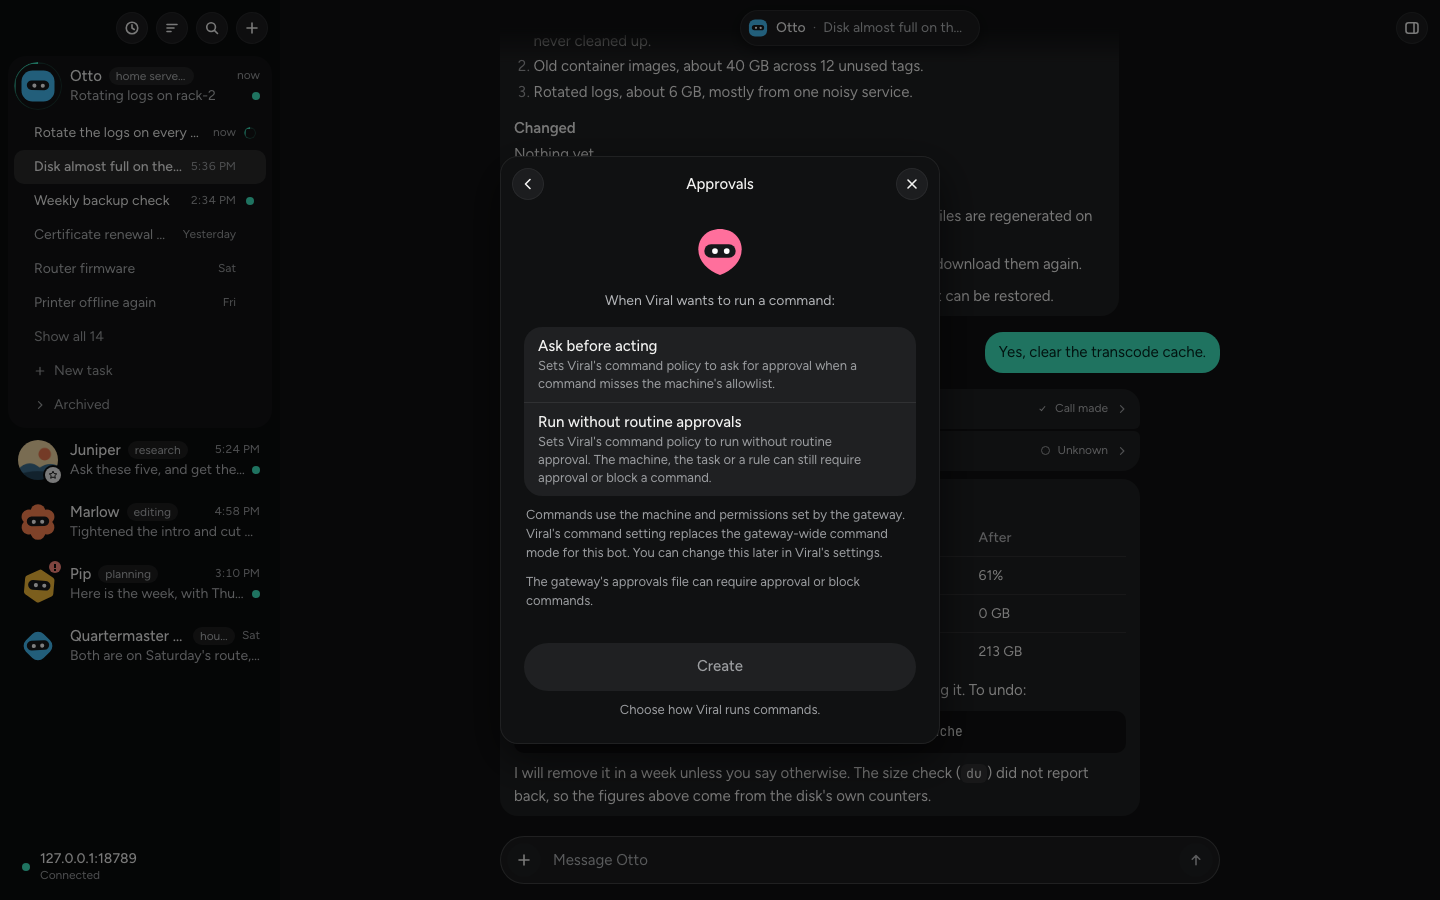 Otto · Disk almost full on th...
Otto home serve... now
Rotating logs on rack-2
Rotate the logs on every ... now
Disk almost full on the... 5:36 PM
Weekly backup check 2:34 PM
Certificate renewal ... Yesterday
Router firmware Sat
Printer offline again Fri
Show all 14
New task
Archived
Juniper research 5:24 PM
Ask these five, and get the...
Marlow editing 4:58 PM
Tightened the intro and cut ...
Pip planning 3:10 PM
Here is the week, with Thu...
Quartermaster ... hou... Sat
Both are on Saturday's route,...
127.0.0.1:18789
Connected
never cleaned up.
2. Old container images, about 40 GB across 12 unused tags.
3. Rotated logs, about 6 GB, mostly from one noisy service.
Changed
Nothing yet
iles are regenerated on
download them again.
can be restored.
Yes, clear the transcode cache.
Call made
Unknown
After
61%
0 GB
213 GB
g it. To undo:
che
I will remove it in a week unless you say otherwise. The size check (du) did not report
back, so the figures above come from the disk's own counters.
Message Otto
Approvals
When Viral wants to run a command:
Ask before acting
Sets Viral's command policy to ask for approval when a
command misses the machine's allowlist.
Run without routine approvals
Sets Viral's command policy to run without routine
approval. The machine, the task or a rule can still require
approval or block a command.
Commands use the machine and permissions set by the gateway.
Viral's command setting replaces the gateway-wide command
mode for this bot. You can change this later in Viral's settings.
The gateway's approvals file can require approval or block
commands.
Create
Choose how Viral runs commands.